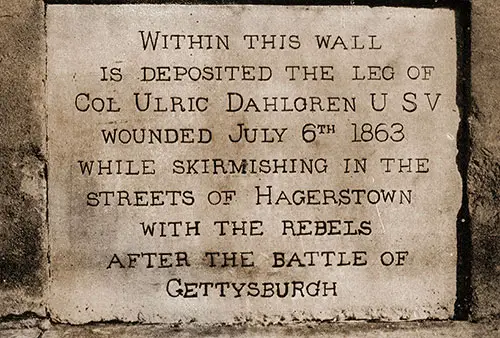 Within this wall
is deposited the leg of
Col Ulric Dahlgren U S V
wounded July 6th 1863
while skirmishing in the
streets of Hagerstown
with the rebels
after the battle of
Gettysburgh